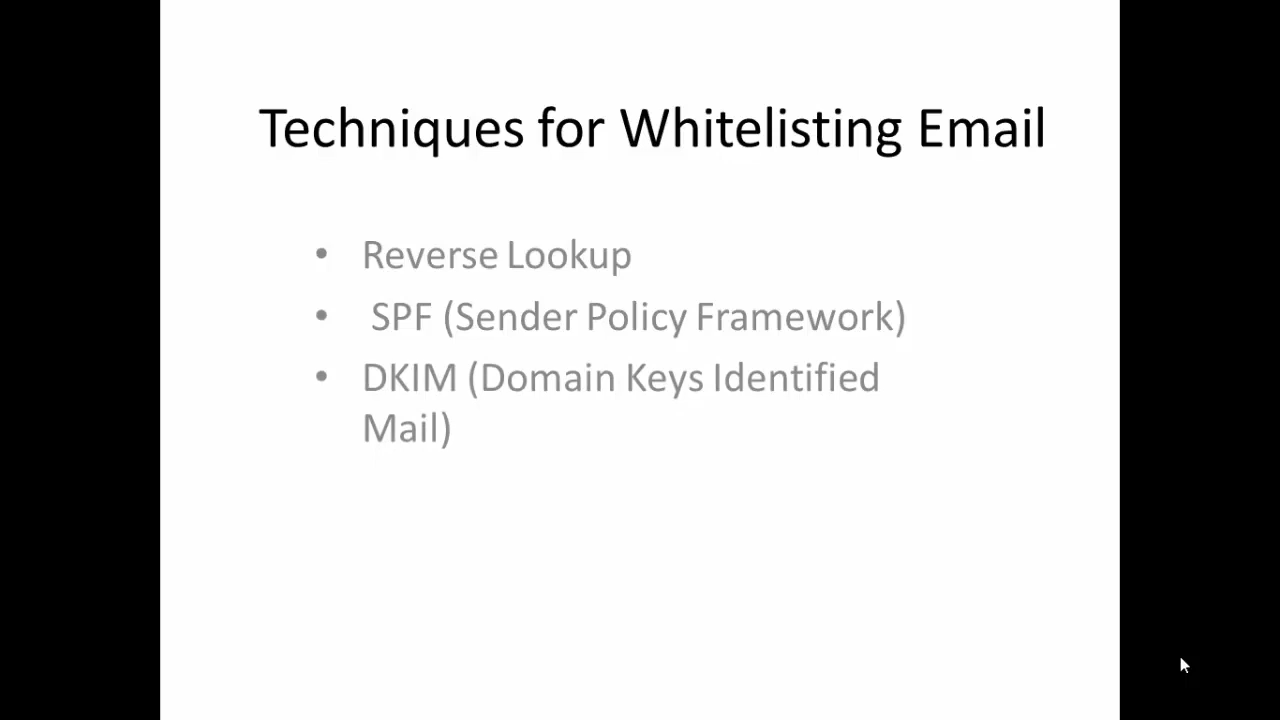 Techniques for Whitelisting Email
• Reverse Lookup
• SPF (Sender Policy Framework)
• DKIM (Domain Keys Identified
Mail)